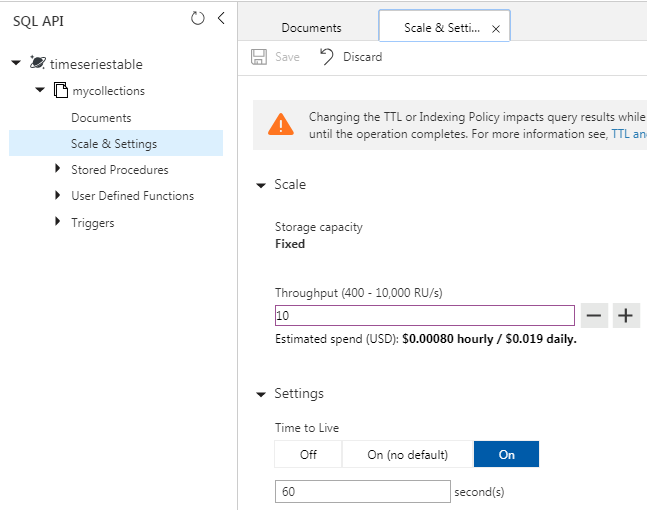 SQL API
timeseriestable
mycollections
Documents
Scale & Settings
Stored Procedures
User Defined Functions
Triggers
Documents
Scale & Setti...
Save
Discard
Changing the TTL or Indexing Policy impacts query results while
until the operation completes. For more information see, TTL an
Scale
Storage capacity
Fixed
Throughput (400 - 10,000 RU/s)
10
Estimated spend (USD): $0.00080 hourly / $0.019 daily.
Settings
Time to Live
Off On (no default) On
60 second(s)